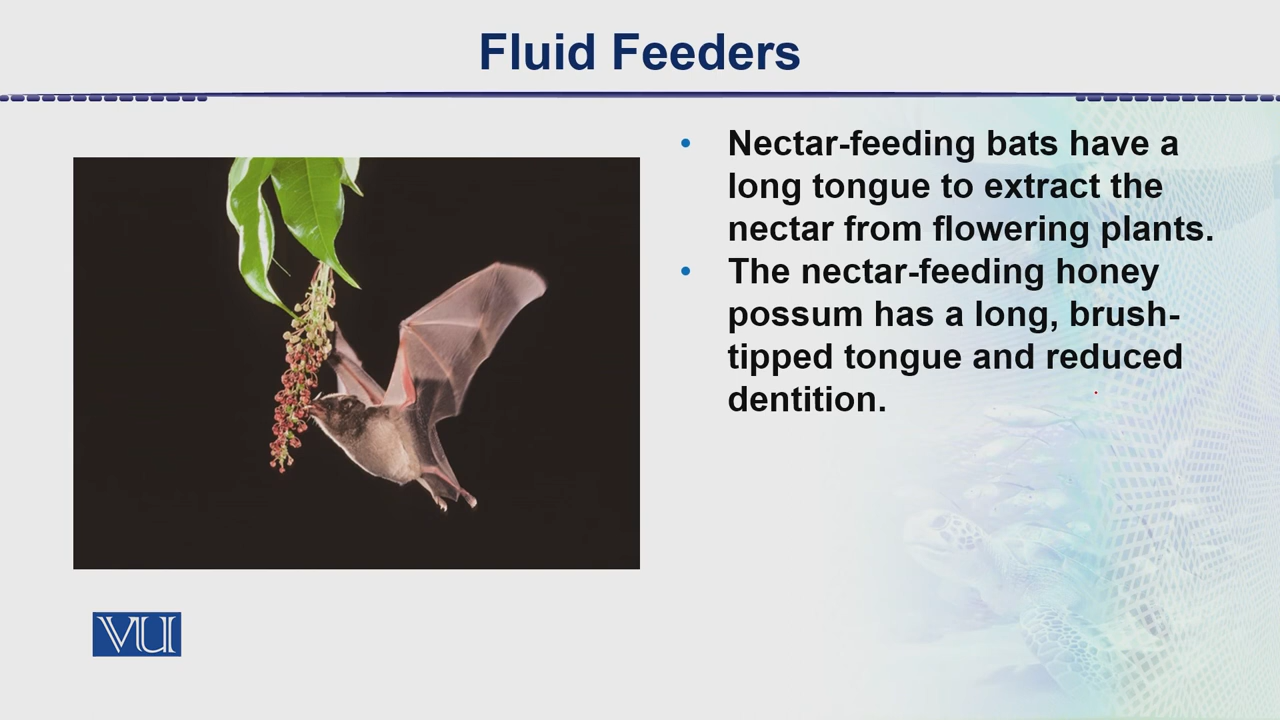 Fluid Feeders
• Nectar-feeding bats have a
long tongue to extract the
nectar from flowering plants.
• The nectar-feeding honey
possum has a long, brush-
tipped tongue and reduced
dentition.
VU